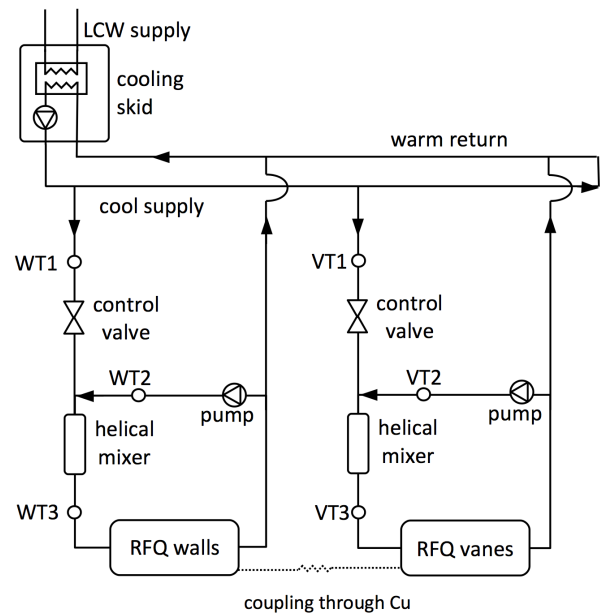 LCW supply
cooling
skid
warm return
cool supply
WT1
VT1
control
valve
control
valve
WT2
VT2
pump
pump
helical
mixer
helical
mixer
WT3
VT3
RFQ walls
RFQ vanes
coupling through Cu